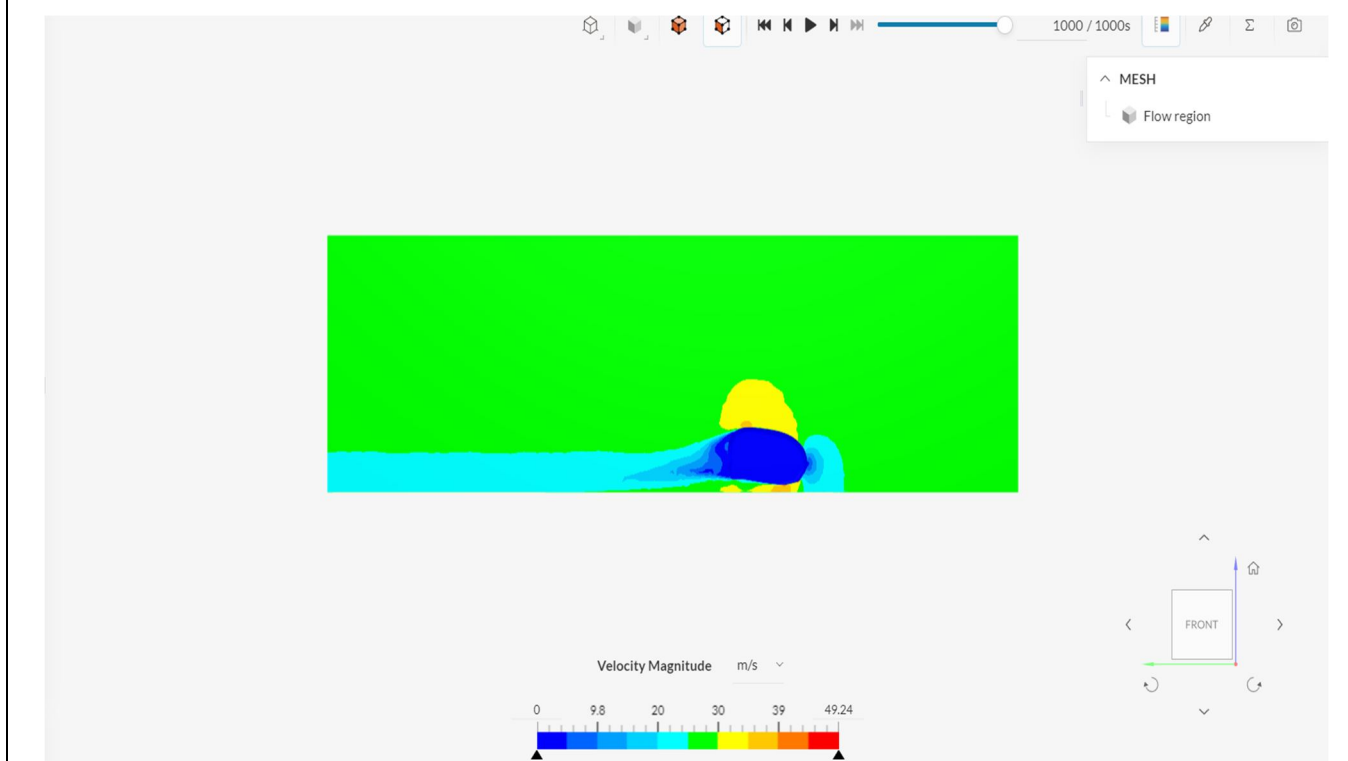 1000 / 1000s
Σ
MESH
Flow region
FRONT
Velocity Magnitude m/s
0 9.8 20 30 39 49.24